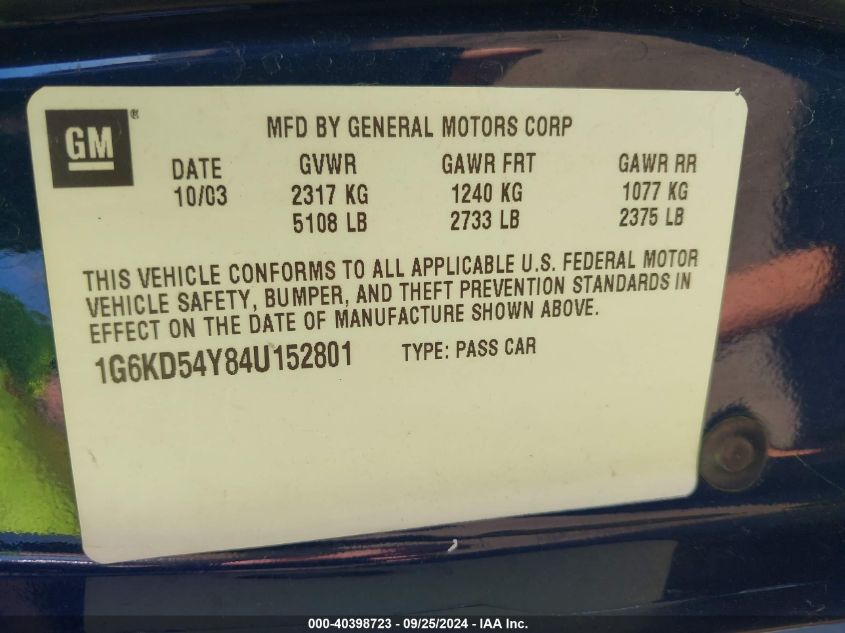 GM®
MFD BY GENERAL MOTORS CORP
DATE GVWR GAWR FRT GAWR RR
10/03 2317 KG 1240 KG 1077 KG
5108 LB 2733 LB 2375 LB
THIS VEHICLE CONFORMS TO ALL APPLICABLE U.S. FEDERAL MOTOR
VEHICLE SAFETY, BUMPER, AND THEFT PREVENTION STANDARDS IN
EFFECT ON THE DATE OF MANUFACTURE SHOWN ABOVE.
1G6KD54Y84U152801 TYPE: PASS CAR
000-40398723 - 09/25/2024 - IAA Inc.